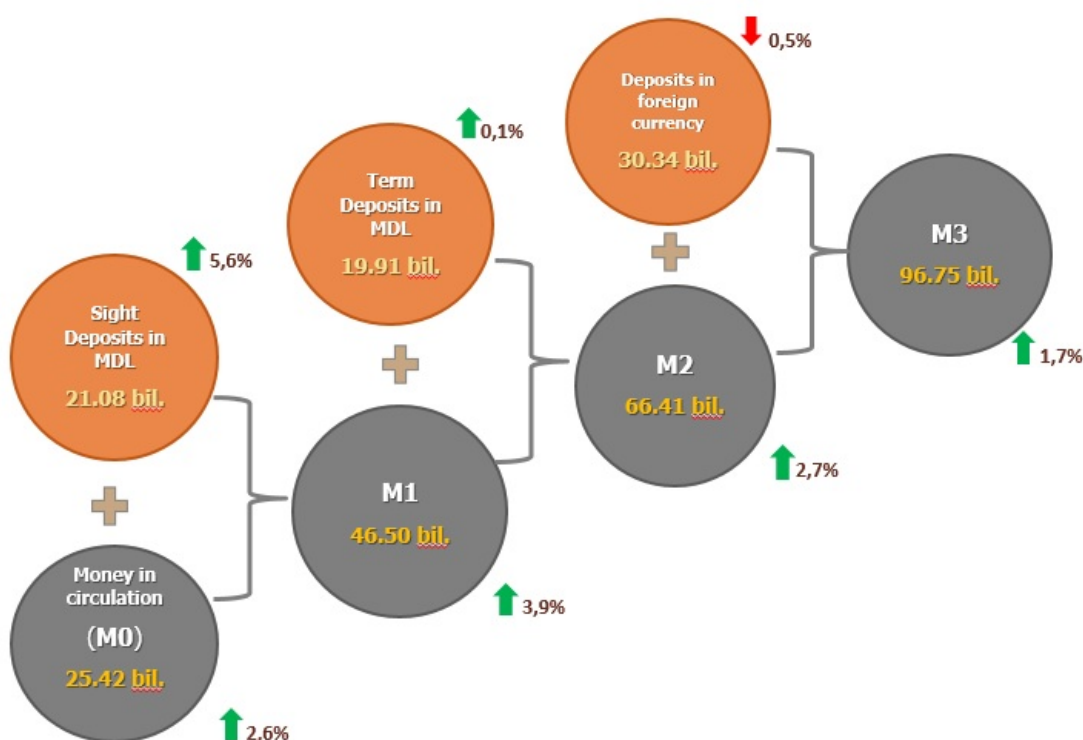 0,5%
Deposits in
foreign
currency
30.34 bil.
0,1%
Term
Deposits in
MDL
19.91 bil.
M3
96.75 bil.
1,7%
5,6%
Sight
Deposits in
MDL
21.08 bil.
M2
66.41 bil.
2,7%
M1
46.50 bil.
3,9%
Money in
circulation
(M0)
25.42 bil.
2,6%